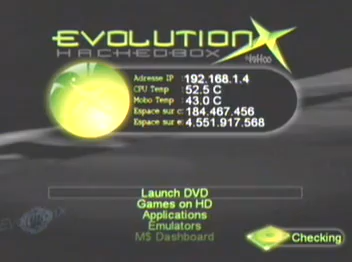 EVOLUTION X
HACKEDBOX
Adresse IP : 192.168.1.4
CPU Temp : 52.5 C
Mobo Temp : 43.0 C
Espace sur c: 184.467.456
Espace sur e: 4.551.917.568
Launch DVD
Games on HD
Applications
Emulators
MS Dashboard
Checking